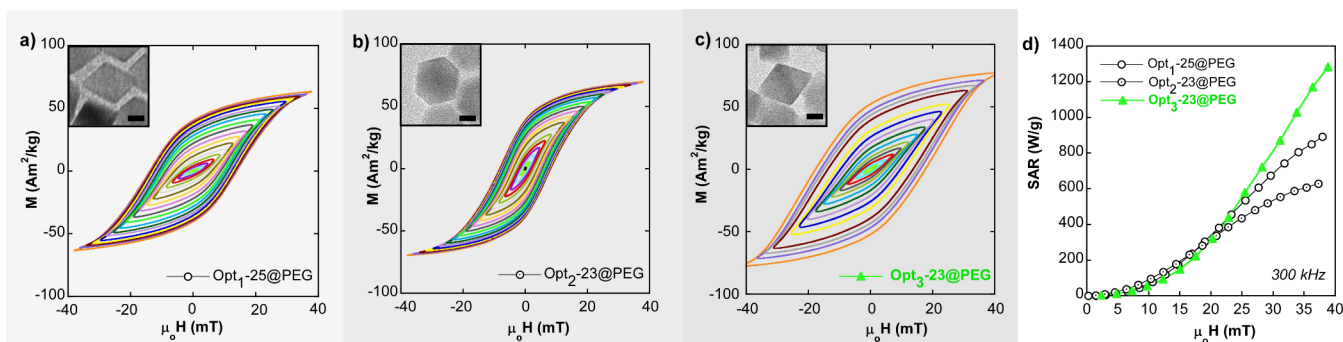 a)
100
50
0
-50
-100
M (Am²/kg)
-40 -20 0 20 40
μₒH (mT)
Opt₁-25@PEG
b)
100
50
0
-50
-100
M (Am²/kg)
-40 -20 0 20 40
μₒH (mT)
Opt₂-23@PEG
c)
100
50
0
-50
-100
M (Am²/kg)
-40 -20 0 20 40
μₒH (mT)
Opt₃-23@PEG
d)
1400
1200
1000
800
600
400
200
0
SAR (W/g)
Opt₁-25@PEG
Opt₂-23@PEG
Opt₃-23@PEG
300 kHz
0 5 10 15 20 25 30 35 40
μₒH (mT)